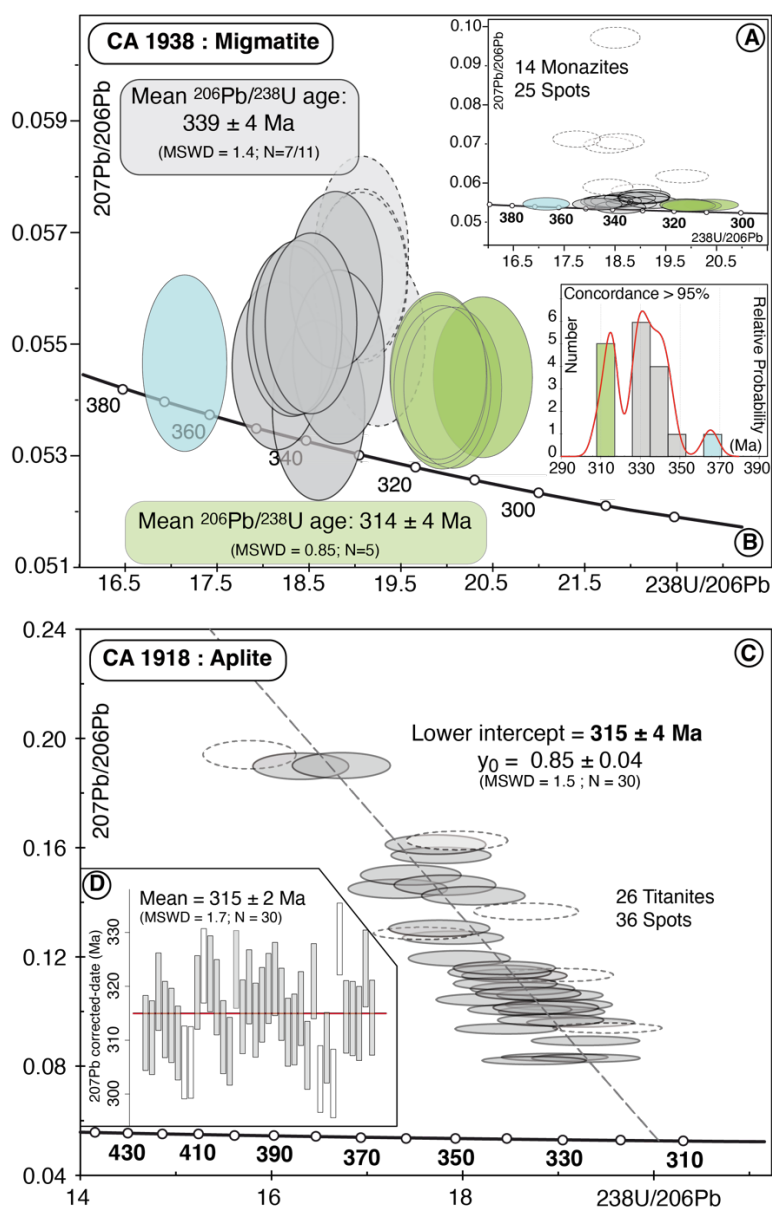 CA 1938 : Migmatite
A
14 Monazites
25 Spots
207Pb/206Pb
0.10
0.09
0.08
0.07
0.06
0.05
380
360
340
320
300
238U/206Pb
16.5
17.5
18.5
19.5
20.5
Mean 206Pb/238U age:
339 ± 4 Ma
(MSWD = 1.4; N=7/11)
207Pb/206Pb
0.059
0.057
0.055
0.053
0.051
380
360
340
320
300
Concordance > 95%
Number
Relative Probability
6
5
4
3
2
1
0
(Ma)
290
310
330
350
370
390
Mean 206Pb/238U age: 314 ± 4 Ma
(MSWD = 0.85; N=5)
B
16.5
17.5
18.5
19.5
20.5
21.5
238U/206Pb
CA 1918 : Aplite
C
0.24
0.20
0.16
0.12
0.08
0.04
207Pb/206Pb
Lower intercept = 315 ± 4 Ma
y0 = 0.85 ± 0.04
(MSWD = 1.5 ; N = 30)
26 Titanites
36 Spots
D
Mean = 315 ± 2 Ma
(MSWD = 1.7; N = 30)
207Pb corrected-date (Ma)
330
320
310
300
430
410
390
370
350
330
310
14
16
18
238U/206Pb